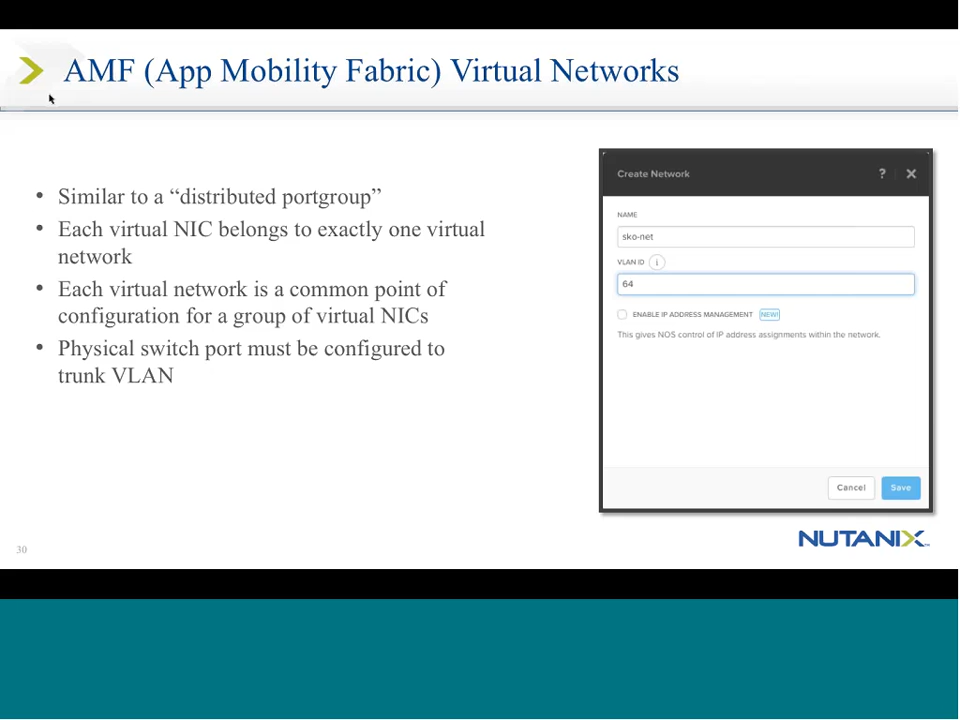 AMF (App Mobility Fabric) Virtual Networks
• Similar to a “distributed portgroup”
• Each virtual NIC belongs to exactly one virtual
network
• Each virtual network is a common point of
configuration for a group of virtual NICs
• Physical switch port must be configured to
trunk VLAN
Create Network ? ×
NAME
sko-net
VLAN ID i
64
ENABLE IP ADDRESS MANAGEMENT NEW!
This gives NOS control of IP address assignments within the network.
Cancel Save
30
NUTANIX™